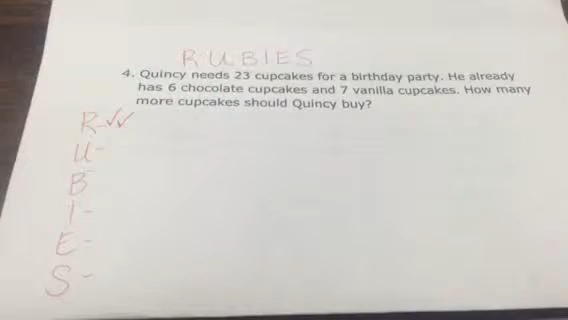 RUBIES
4. Quincy needs 23 cupcakes for a birthday party. He already
has 6 chocolate cupcakes and 7 vanilla cupcakes. How many
more cupcakes should Quincy buy?
R-✓✓
U-
B
I-
E-
S-